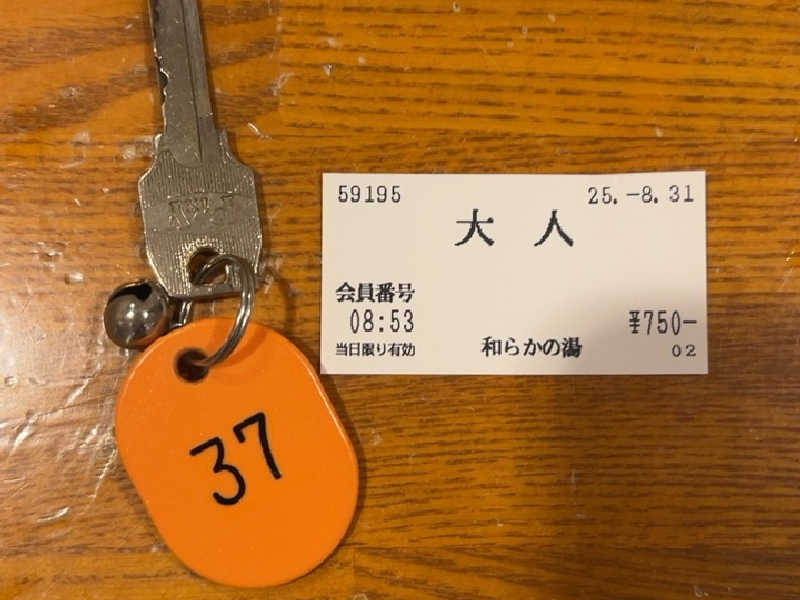 59195 25.-8.31
大人
会員番号
08:53 ¥750-
当日限り有効 和らかの湯 02
37